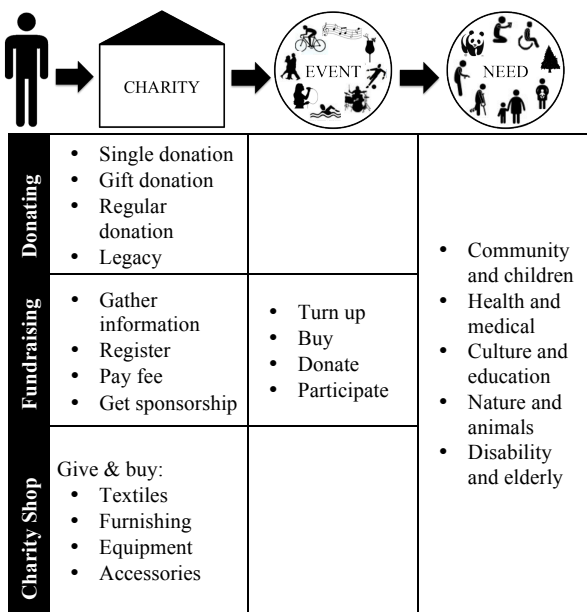 CHARITY
EVENT
NEED
Donating
• Single donation
• Gift donation
• Regular
donation
• Legacy
Fundraising
• Gather
information
• Register
• Pay fee
• Get sponsorship
• Turn up
• Buy
• Donate
• Participate
Charity Shop
Give & buy:
• Textiles
• Furnishing
• Equipment
• Accessories
• Community
and children
• Health and
medical
• Culture and
education
• Nature and
animals
• Disability
and elderly